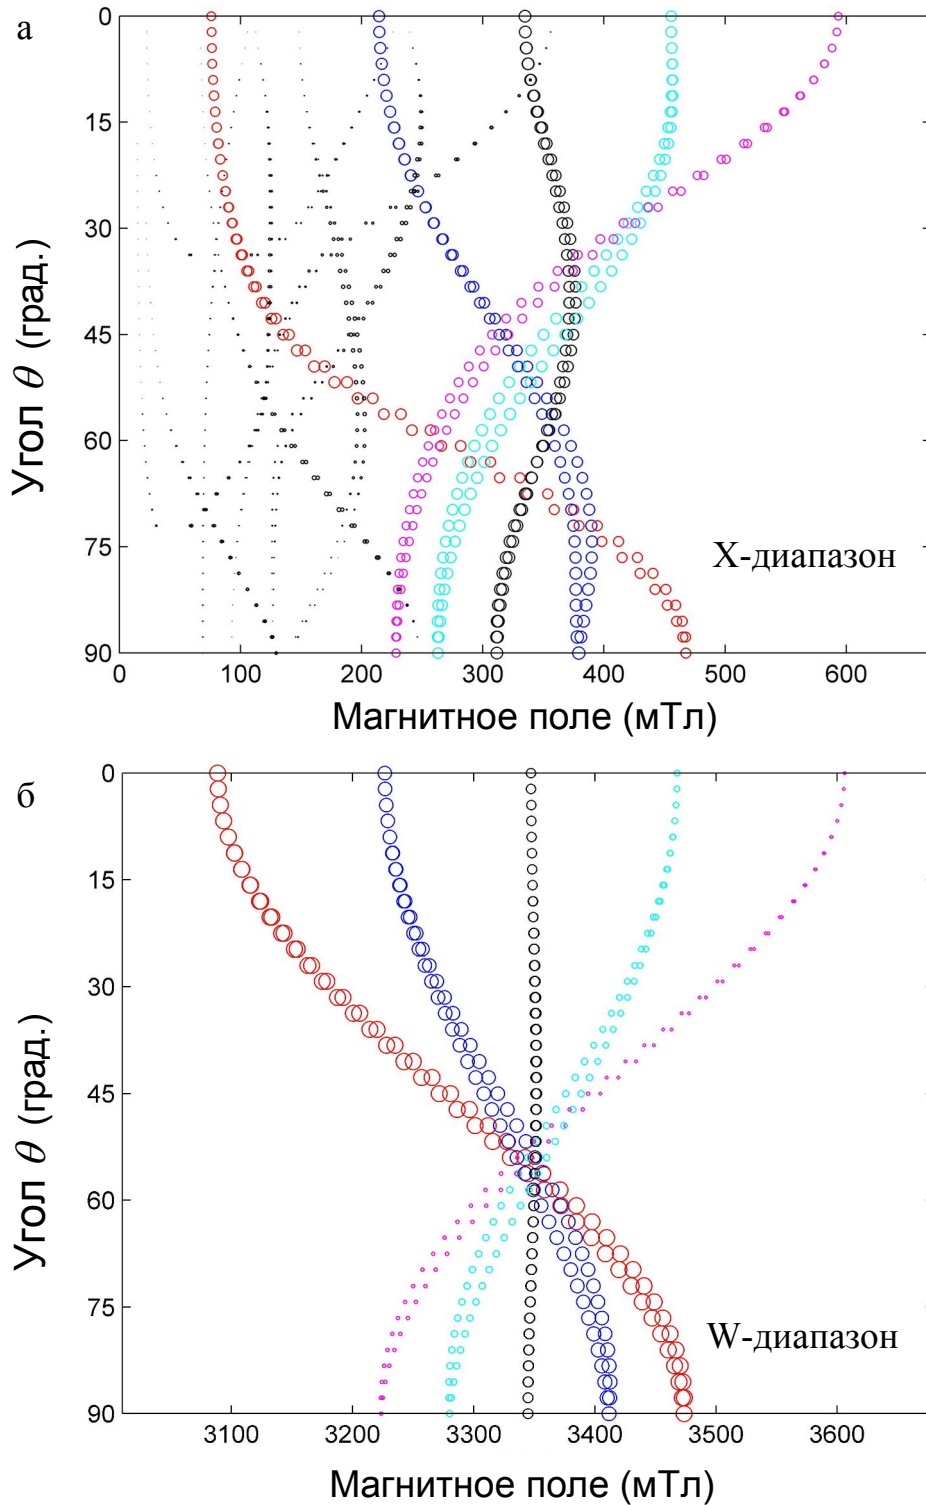 а
0
15
30
45
60
75
90
Угол θ (град.)
X-диапазон
0 100 200 300 400 500 600
Магнитное поле (мТл)
б
0
15
30
45
60
75
90
Угол θ (град.)
W-диапазон
3100 3200 3300 3400 3500 3600
Магнитное поле (мТл)